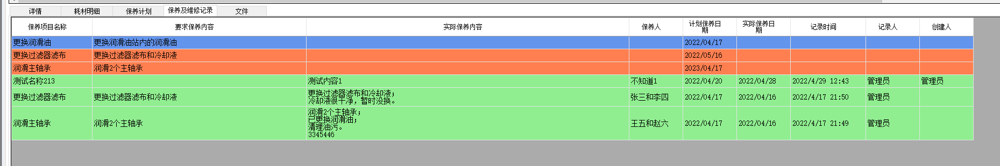 详情 耗材明细 保养计划 保养及维修记录 文件
保养项目名称 要求保养内容 实际保养内容 保养人 计划保养日期 实际保养日期 记录时间 记录人 创建人
更换润滑油 更换润滑油站内的润滑油 2022/04/17
更换过滤器滤布 更换过滤器滤布和冷却液 2022/05/16
润滑主轴承 润滑2个主轴承 2023/04/17
测试名称213 测试内容1 不知道1 2022/04/20 2022/04/28 2022/4/29 12:43 管理员 管理员
更换过滤器滤布 更换过滤器滤布和冷却液 更换过滤器滤布和冷却液；
冷却液很干净，暂时没换。 张三和李四 2022/04/17 2022/04/16 2022/4/17 21:50 管理员
润滑主轴承 润滑2个主轴承 润滑2个主轴承；
已更换润滑油；
清理油污。
3345446 王五和赵六 2022/04/17 2022/04/16 2022/4/17 21:49 管理员